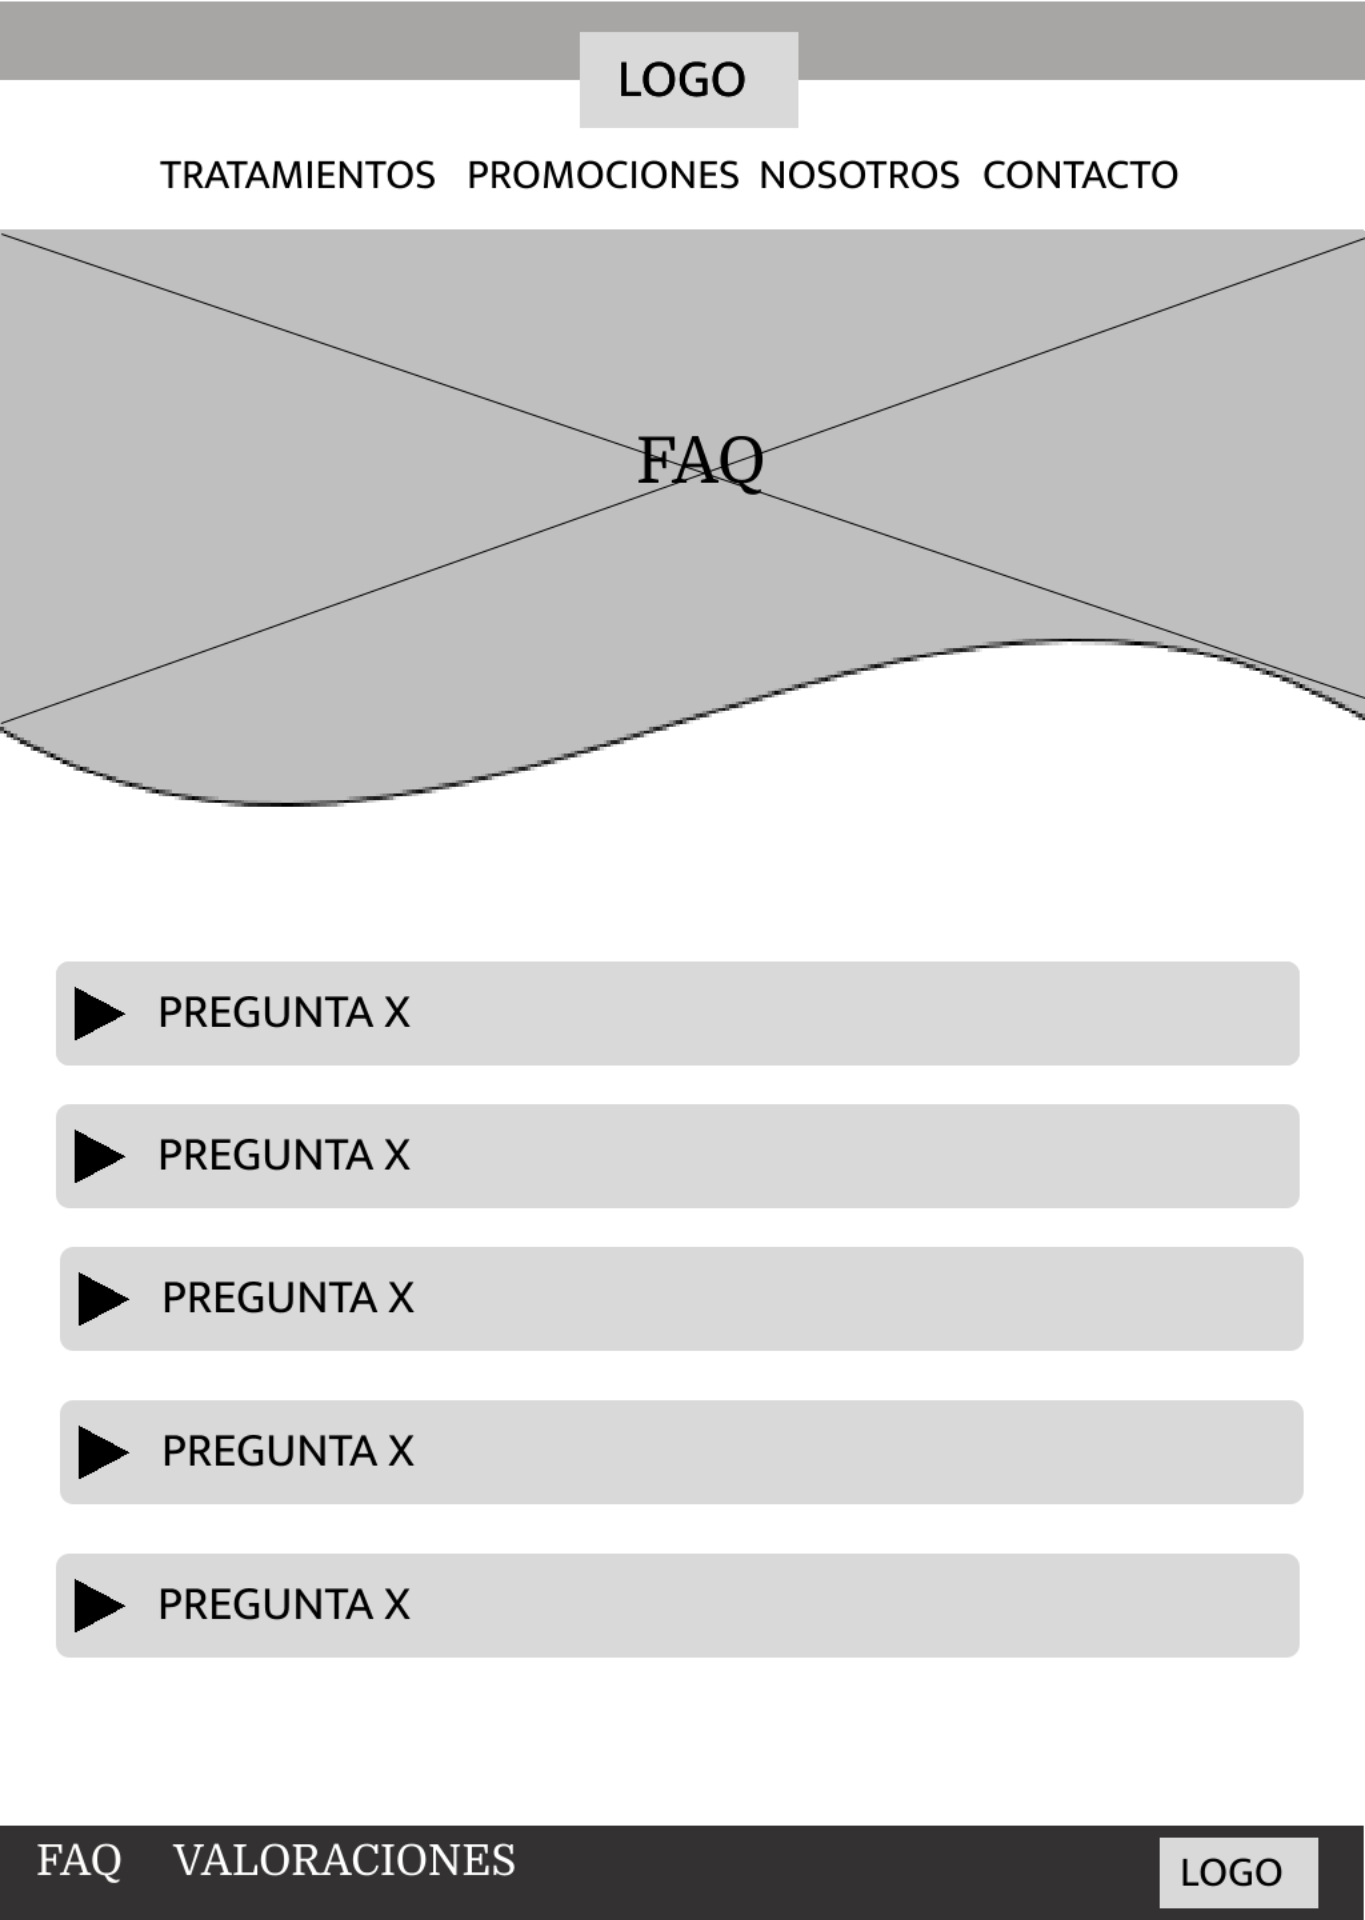 LOGO
TRATAMIENTOS PROMOCIONES NOSOTROS CONTACTO
FAQ
PREGUNTA X
PREGUNTA X
PREGUNTA X
PREGUNTA X
PREGUNTA X
FAQ VALORACIONES LOGO